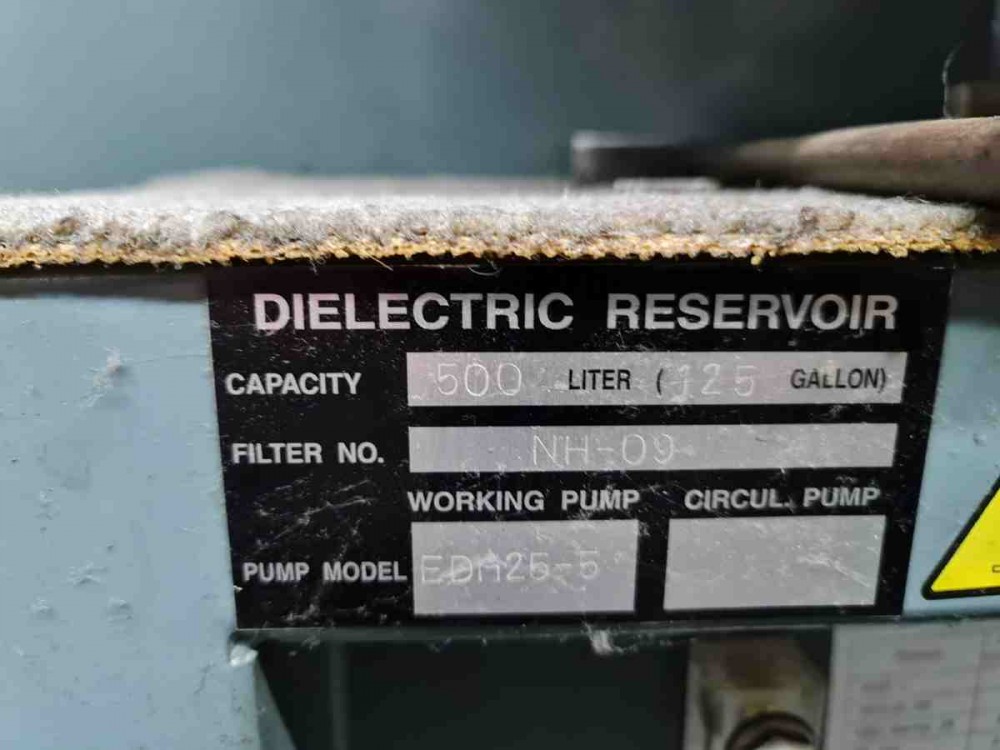 DIELECTRIC RESERVOIR
CAPACITY 500 LITER ( 125 GALLON)
FILTER NO. NH-09
WORKING PUMP CIRCUL. PUMP
PUMP MODEL EDM25-5